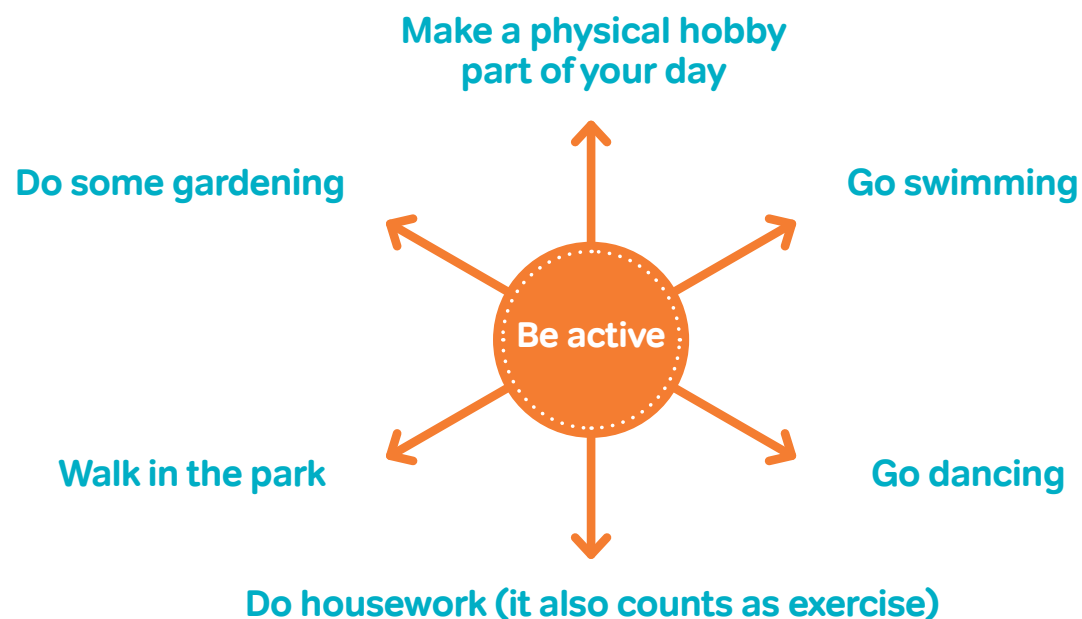 Make a physical hobby
part of your day
Do some gardening
Go swimming
Be active
Walk in the park
Go dancing
Do housework (it also counts as exercise)